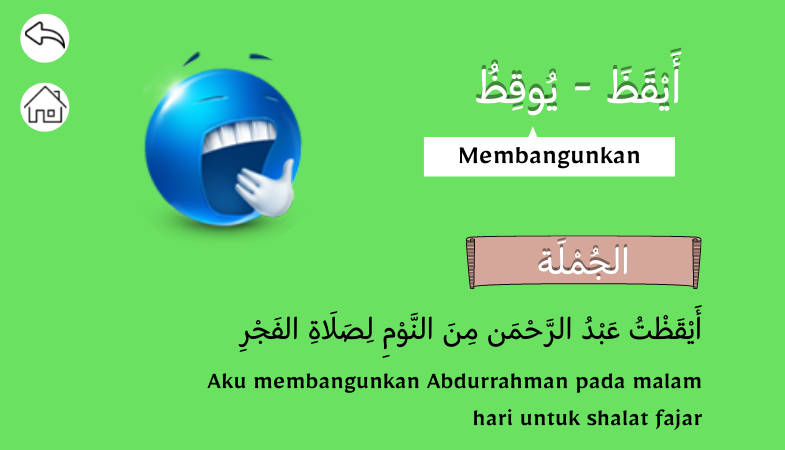 أَيْقَظَ - يُوقِظُ
Membangunkan
الجُمْلَة
أَيْقَظْتُ عَبْدُ الرَّحْمَن مِنَ النَّوْمِ لِصَلَاةِ الفَجْرِ
Aku membangunkan Abdurrahman pada malam
hari untuk shalat fajar